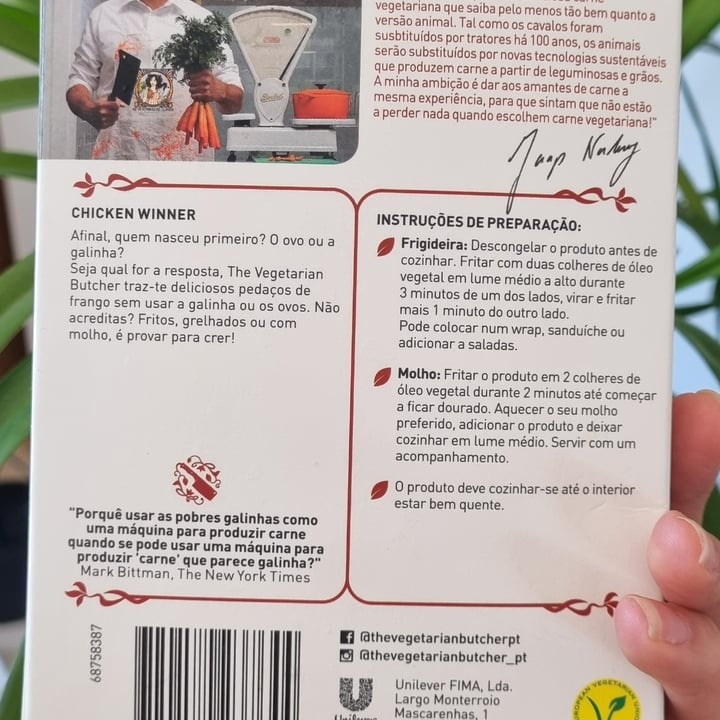 vegetariana que saiba pelo menos tão bem quanto a
versão animal. Tal como os cavalos foram
susbtituídos por tratores há 100 anos, os animais
serão substituídos por novas tecnologias sustentáveis
que produzem carne a partir de leguminosas e grãos.
A minha ambição é dar aos amantes de carne a
mesma experiência, para que sintam que não estão
a perder nada quando escolhem carne vegetariana!"
CHICKEN WINNER
Afinal, quem nasceu primeiro? O ovo ou a
galinha?
Seja qual for a resposta, The Vegetarian
Butcher traz-te deliciosos pedaços de
frango sem usar a galinha ou os ovos. Não
acreditas? Fritos, grelhados ou com
molho, é provar para crer!
"Porquê usar as pobres galinhas como
uma máquina para produzir carne
quando se pode usar uma máquina para
produzir 'carne' que parece galinha?"
Mark Bittman, The New York Times
INSTRUÇÕES DE PREPARAÇÃO:
Frigideira: Descongelar o produto antes de
cozinhar. Fritar com duas colheres de óleo
vegetal em lume médio a alto durante
3 minutos de um dos lados, virar e fritar
mais 1 minuto do outro lado.
Pode colocar num wrap, sanduíche ou
adicionar a saladas.
Molho: Fritar o produto em 2 colheres de
óleo vegetal durante 2 minutos até começar
a ficar dourado. Aquecer o seu molho
preferido, adicionar o produto e deixar
cozinhar em lume médio. Servir com um
acompanhamento.
O produto deve cozinhar-se até o interior
estar bem quente.
68758387
@thevegetarianbutcherpt
@thevegetarianbutcher_pt
Unilever
Unilever FIMA, Lda.
Largo Monterroio
Mascarenhas, 1
EUROPEAN VEGETARIAN UNION